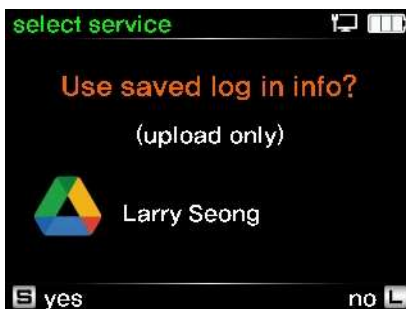 select service
Use saved log in info?
(upload only)
Larry Seong
S yes
no L